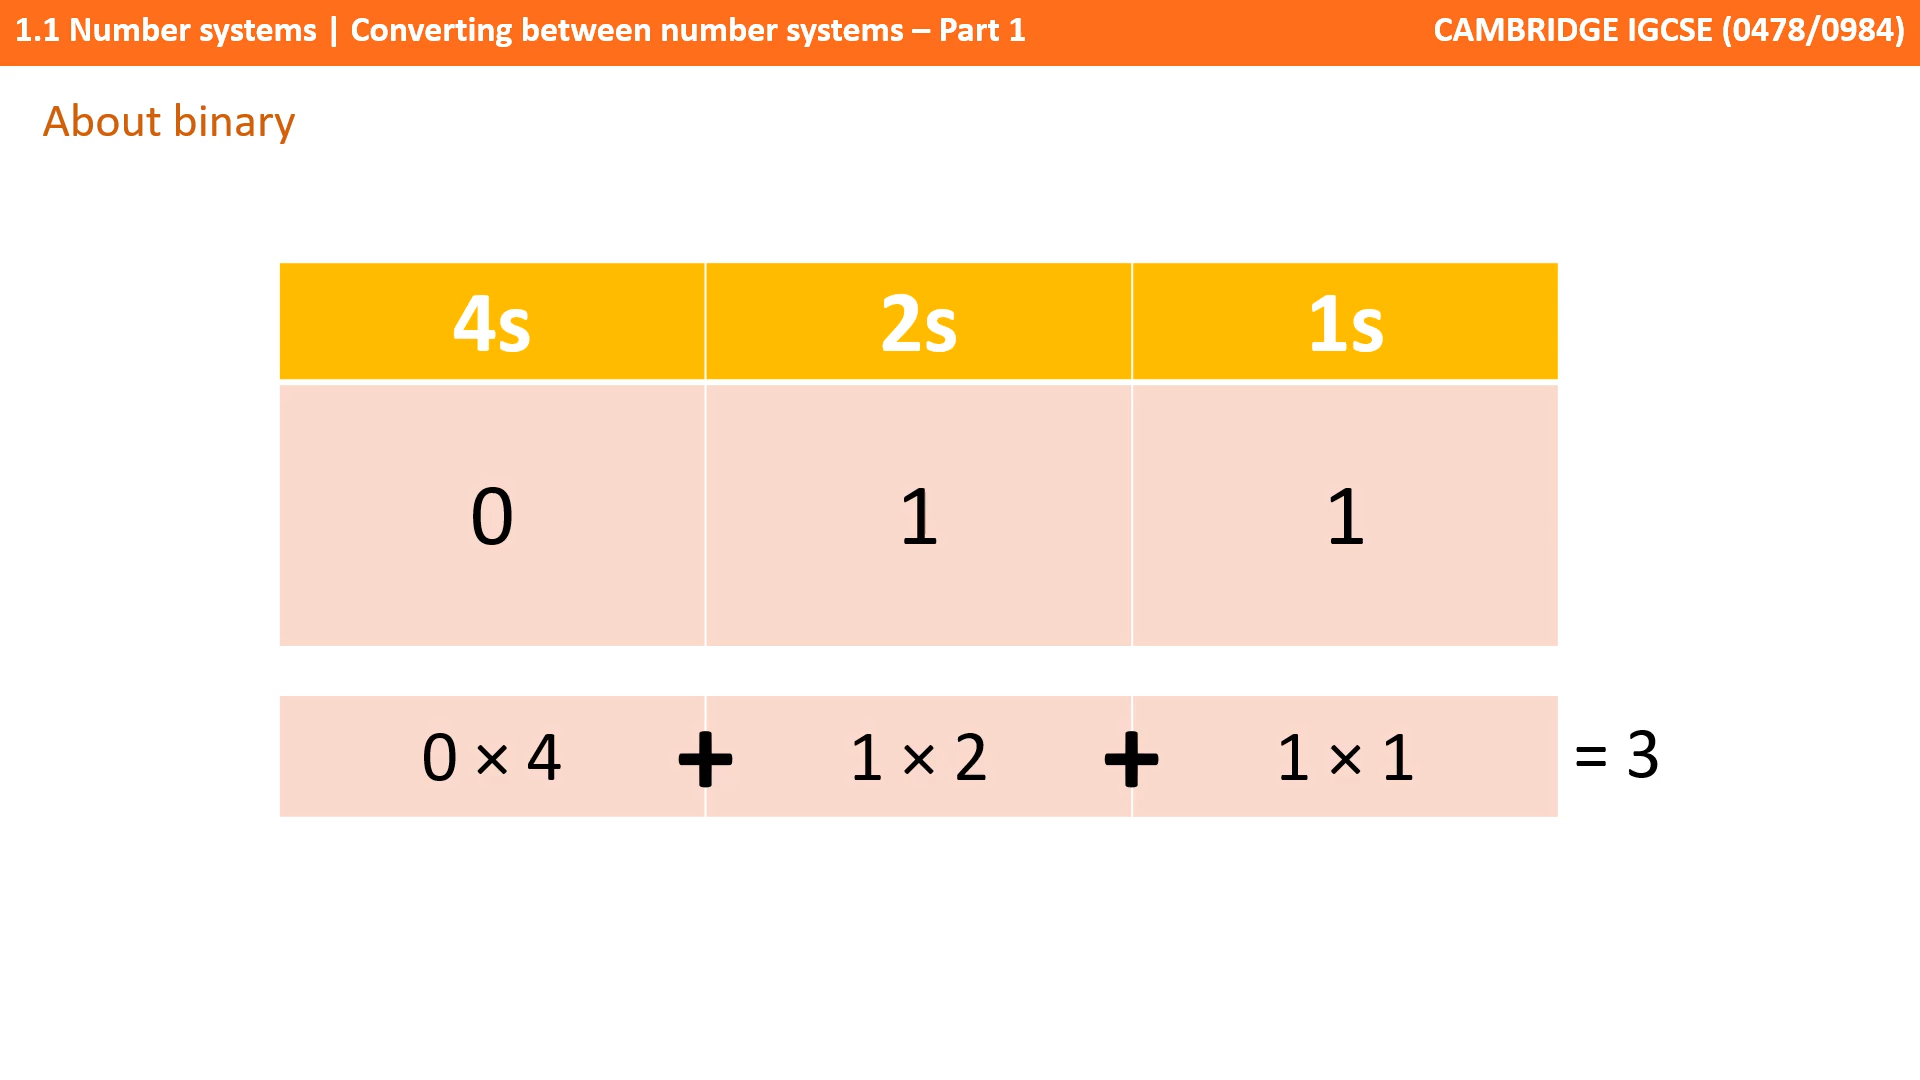 1.1 Number systems | Converting between number systems – Part 1 CAMBRIDGE IGCSE (0478/0984)
About binary
4s 2s 1s
0 1 1
0 × 4 + 1 × 2 + 1 × 1 = 3